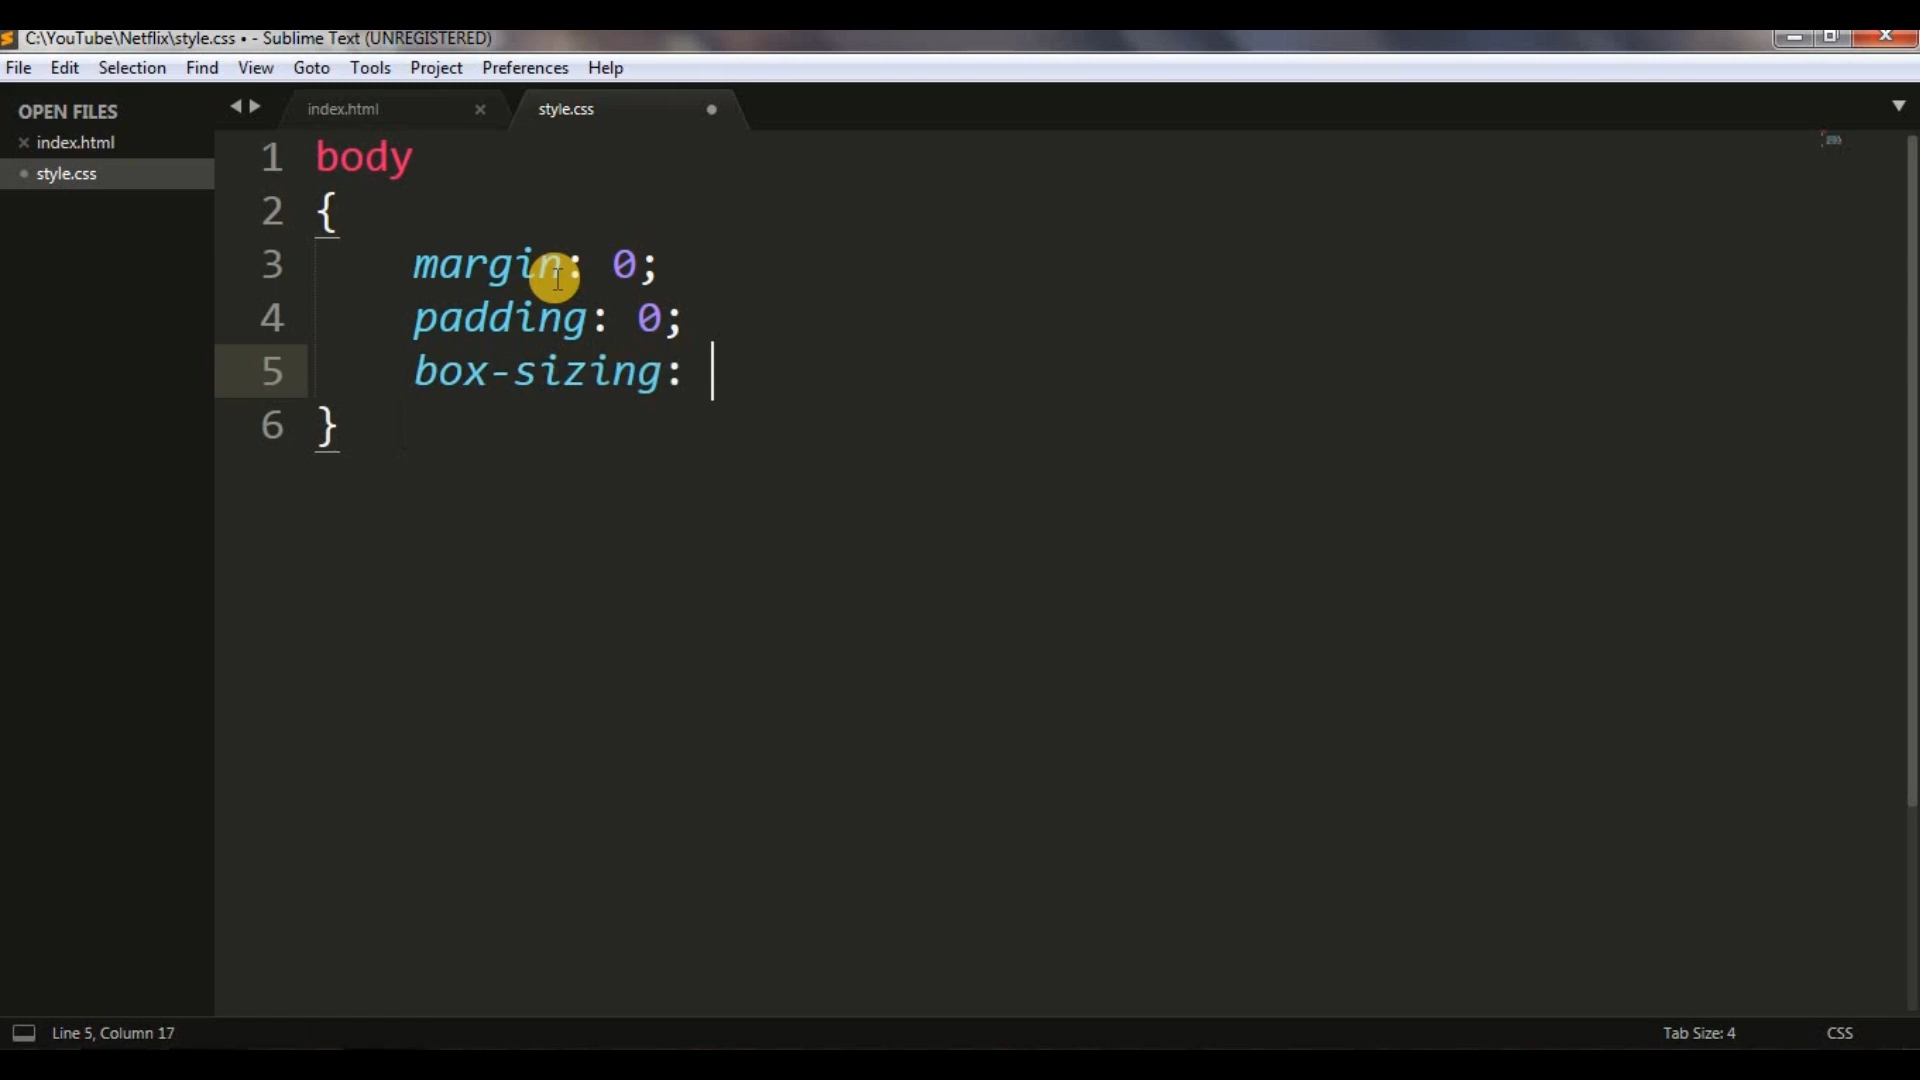 C:\YouTube\Netflix\style.css • - Sublime Text (UNREGISTERED)
File Edit Selection Find View Goto Tools Project Preferences Help
OPEN FILES
index.html
style.css
index.html style.css
1 body
2 {
3 margin: 0;
4 padding: 0;
5 box-sizing:
6 }
Line 5, Column 17 Tab Size: 4 CSS